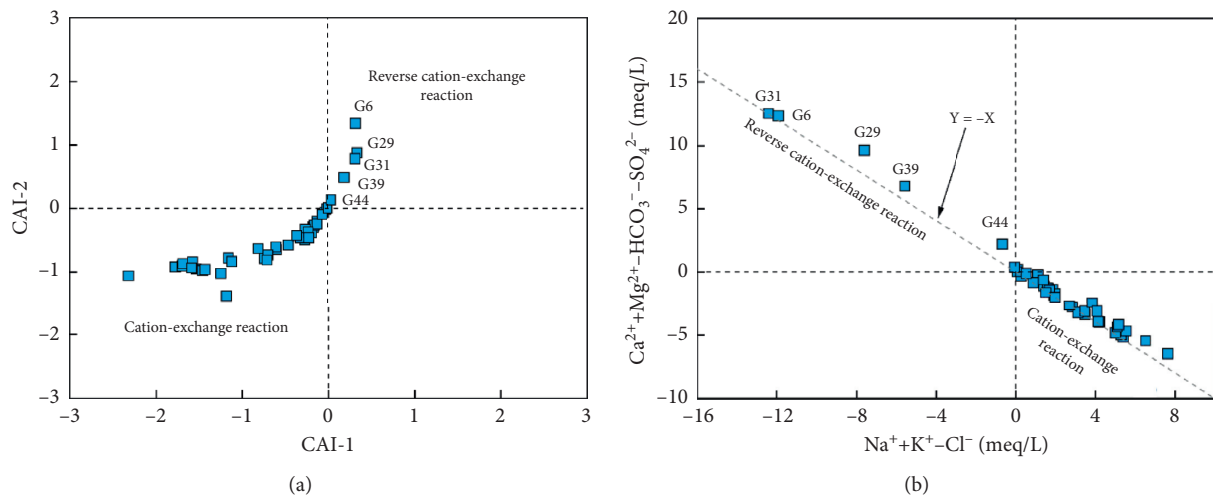 3
2
1
0
−1
−2
−3
−3
−2
−1
0
1
2
3
CAI-2
CAI-1
Reverse cation-exchange
reaction
G6
G29
G31
G39
G44
Cation-exchange reaction
(a)
20
15
10
5
0
−5
−10
−16
−12
−8
−4
0
4
8
Ca²⁺+Mg²⁺–HCO₃⁻–SO₄²⁻ (meq/L)
Na⁺+K⁺–Cl⁻ (meq/L)
G31
G6
G29
G39
G44
Y = –X
Reverse cation-exchange reaction
Cation-exchange
reaction
(b)